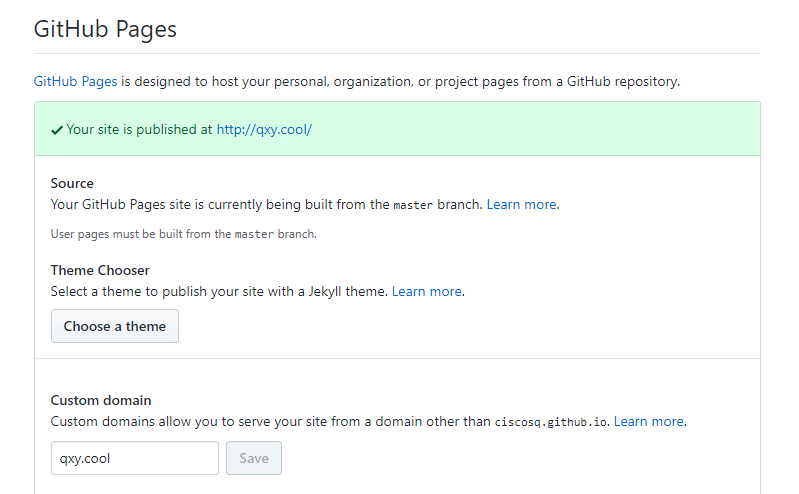 GitHub Pages
GitHub Pages is designed to host your personal, organization, or project pages from a GitHub repository.
Your site is published at http://qxy.cool/
Source
Your GitHub Pages site is currently being built from the master branch. Learn more.
User pages must be built from the master branch.
Theme Chooser
Select a theme to publish your site with a Jekyll theme. Learn more.
Choose a theme
Custom domain
Custom domains allow you to serve your site from a domain other than ciscosq.github.io. Learn more.
qxy.cool Save